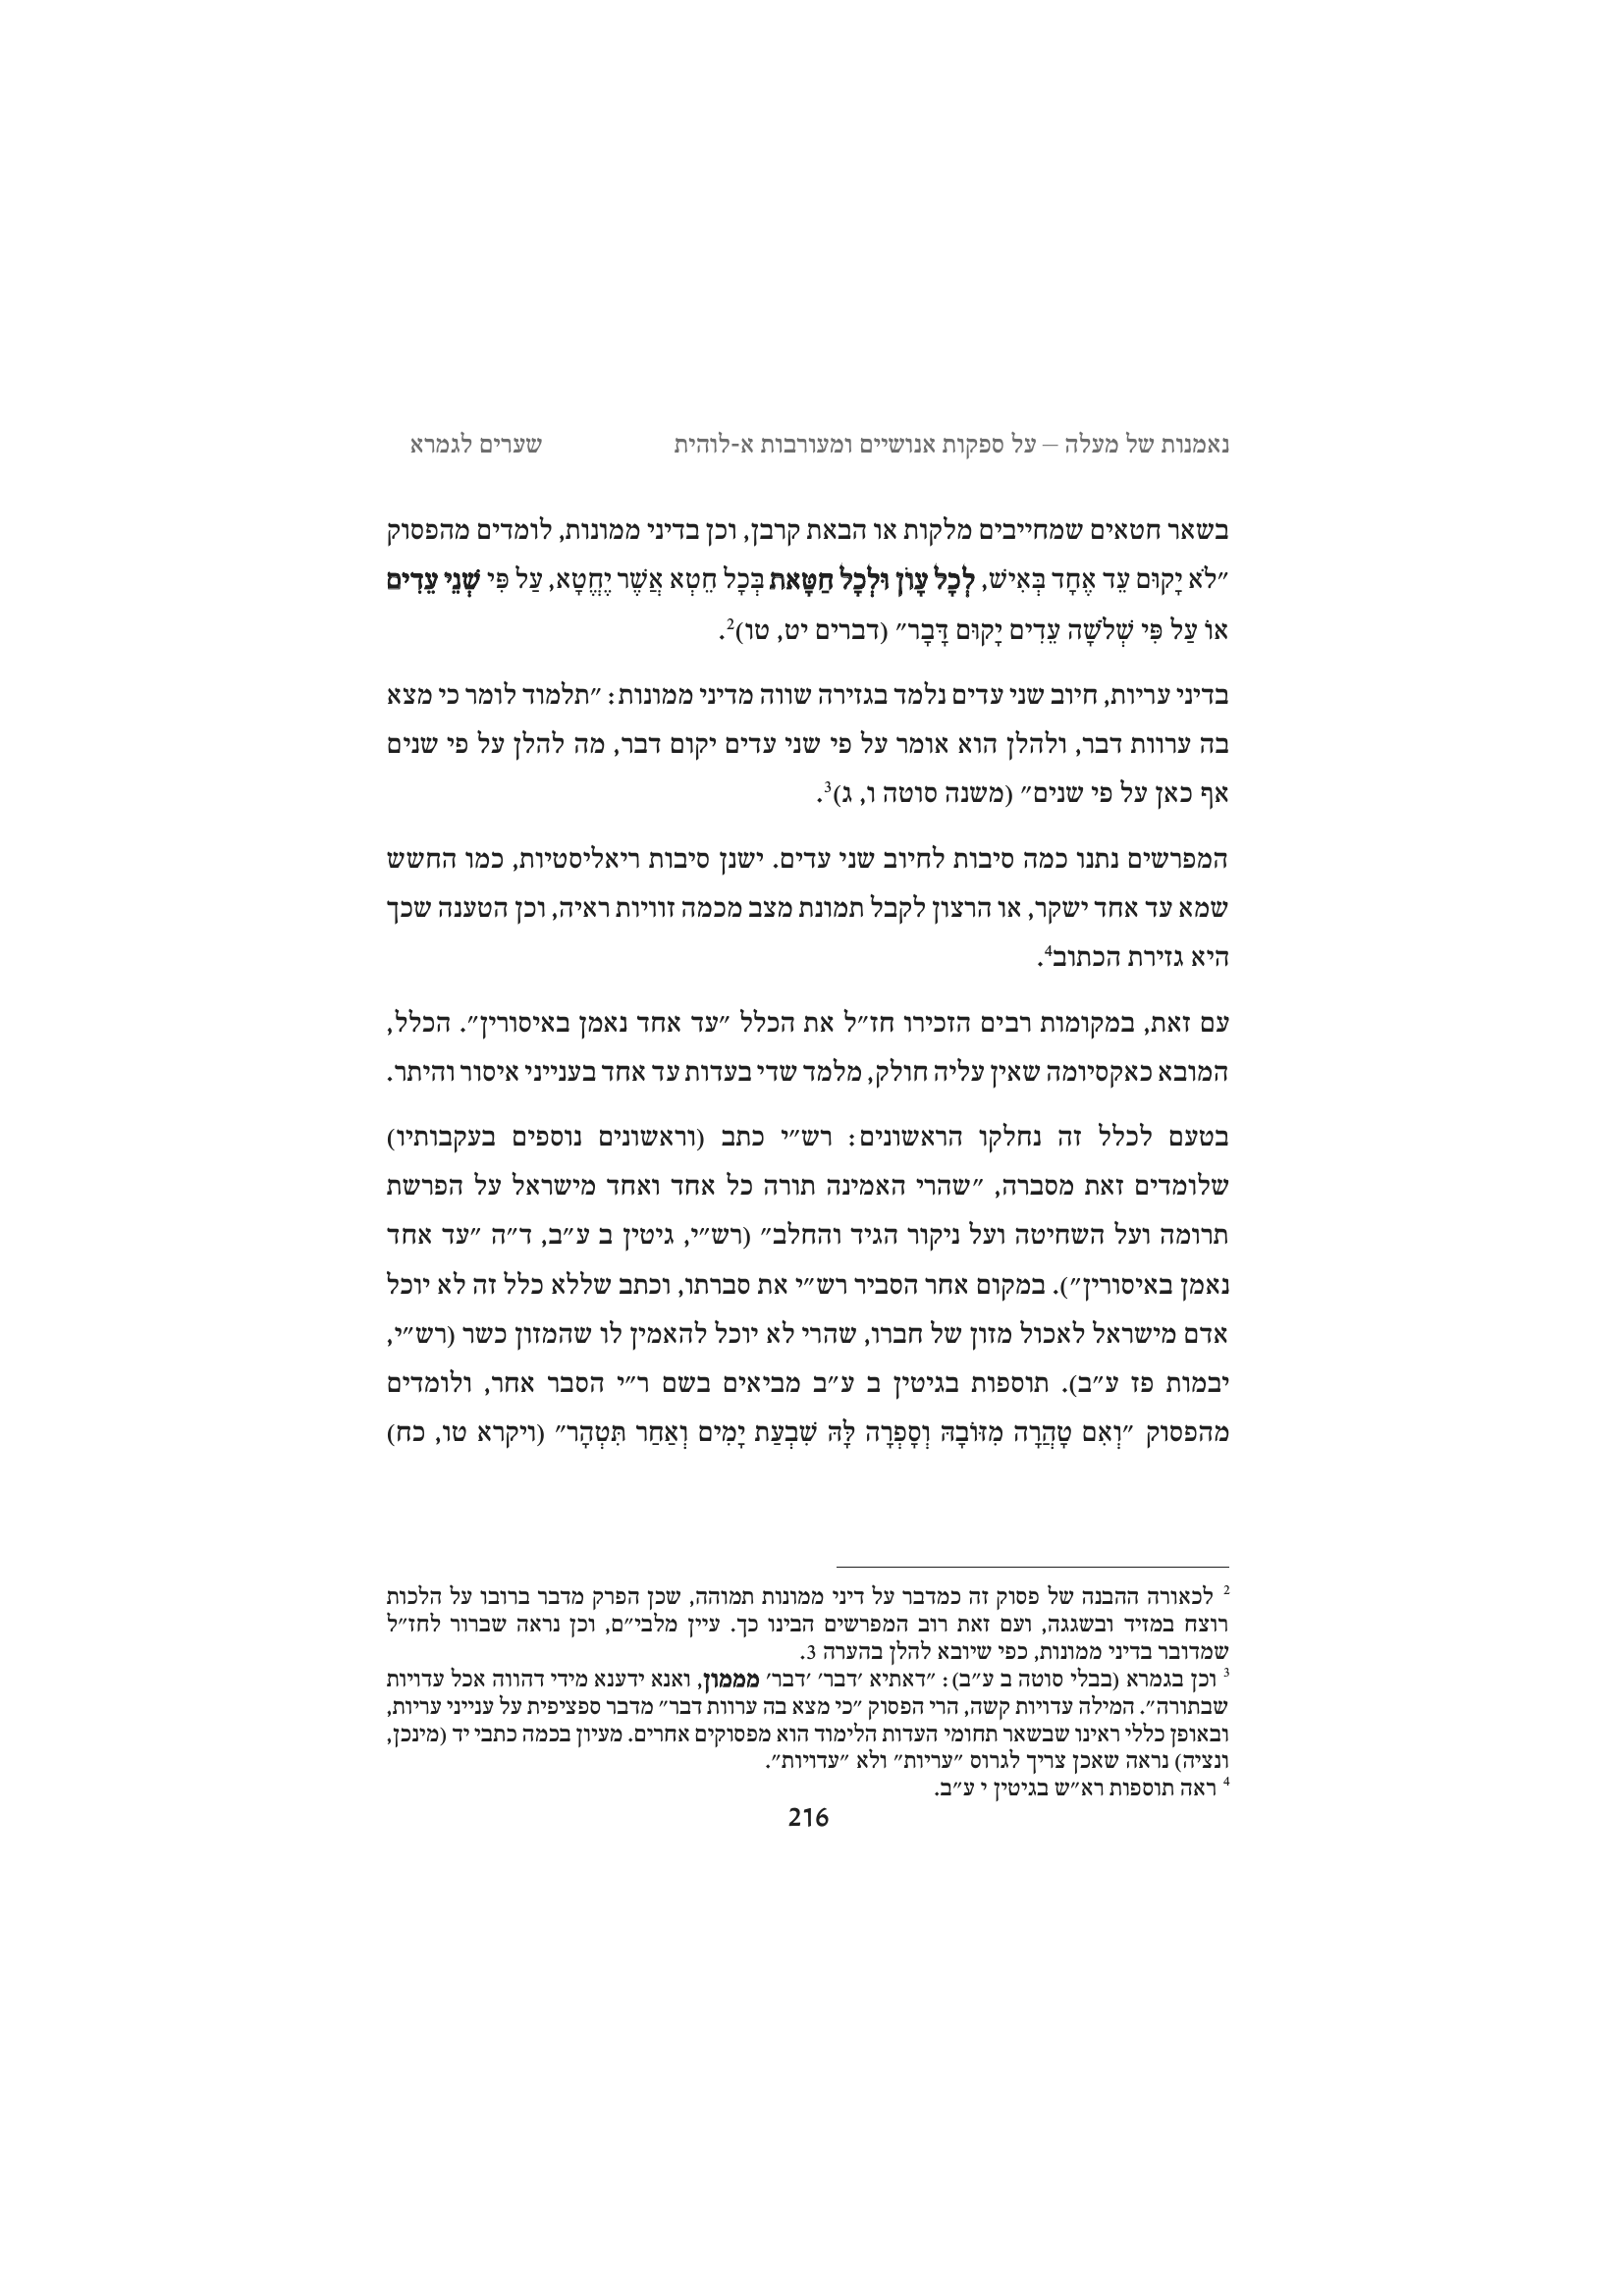 נאמנות של מעלה – על ספקות אנושיים ומעורבות א-לוהית שערים לגמרא
בשאר חטאים שמחייבים מלקות או הבאת קרבן, וכן בדיני ממונות, לומדים מהפסוק
״לֹא יָקוּם עֵד אֶחָד בְּאִישׁ, לְכָל עָוֹן וּלְכָל חַטָּאת בְּכָל חֵטְא אֲשֶׁר יֶחֱטָא, עַל פִּי שְׁנֵי עֵדִים
אוֹ עַל פִּי שְׁלֹשָׁה עֵדִים יָקוּם דָּבָר״ (דברים יט, טו)2.
בדיני עריות, חיוב שני עדים נלמד בגזירה שווה מדיני ממונות: ״תלמוד לומר כי מצא
בה ערוות דבר, ולהלן הוא אומר על פי שני עדים יקום דבר, מה להלן על פי שנים
אף כאן על פי שנים״ (משנה סוטה ו, ג)3.
המפרשים נתנו כמה סיבות לחיוב שני עדים. ישנן סיבות ריאליסטיות, כמו החשש
שמא עד אחד ישקר, או הרצון לקבל תמונת מצב מכמה זוויות ראיה, וכן הטענה שכך
היא גזירת הכתוב4.
עם זאת, במקומות רבים הזכירו חז״ל את הכלל ״עד אחד נאמן באיסורין״. הכלל,
המובא כאקסיומה שאין עליה חולק, מלמד שדי בעדות עד אחד בענייני איסור והיתר.
בטעם לכלל זה נחלקו הראשונים: רש״י כתב (וראשונים נוספים בעקבותיו)
שלומדים זאת מסברה, ״שהרי האמינה תורה כל אחד ואחד מישראל על הפרשת
תרומה ועל השחיטה ועל ניקור הגיד והחלב״ (רש״י, גיטין ב ע״ב, ד״ה ״עד אחד
נאמן באיסורין״). במקום אחר הסביר רש״י את סברתו, וכתב שללא כלל זה לא יוכל
אדם מישראל לאכול מזון של חברו, שהרי לא יוכל להאמין לו שהמזון כשר (רש״י,
יבמות פז ע״ב). תוספות בגיטין ב ע״ב מביאים בשם ר״י הסבר אחר, ולומדים
מהפסוק ״וְאִם טָהֲרָה מִזּוֹבָהּ וְסָפְרָה לָּהּ שִׁבְעַת יָמִים וְאַחַר תִּטְהָר״ (ויקרא טו, כח)
2 לכאורה ההבנה של פסוק זה כמדבר על דיני ממונות תמוהה, שכן הפרק מדבר ברובו על הלכות
רוצח במזיד ובשגגה, ועם זאת רוב המפרשים הבינו כך. עיין מלבי״ם, וכן נראה שברור לחז״ל
שמדובר בדיני ממונות, כפי שיובא להלן בהערה 3.
3 וכן בגמרא (בבלי סוטה ב ע״ב): ״דאתיא ׳דבר׳ ׳דבר׳ מממון, ואנא ידענא מידי דהווה אכל עדויות
שבתורה״. המילה עדויות קשה, הרי הפסוק ״כי מצא בה ערוות דבר״ מדבר ספציפית על ענייני עריות,
ובאופן כללי ראינו שבשאר תחומי העדות הלימוד הוא מפסוקים אחרים. מעיון בכמה כתבי יד (מינכן,
ונציה) נראה שאכן צריך לגרוס ״עריות״ ולא ״עדויות״.
4 ראה תוספות רא״ש בגיטין י ע״ב.
216